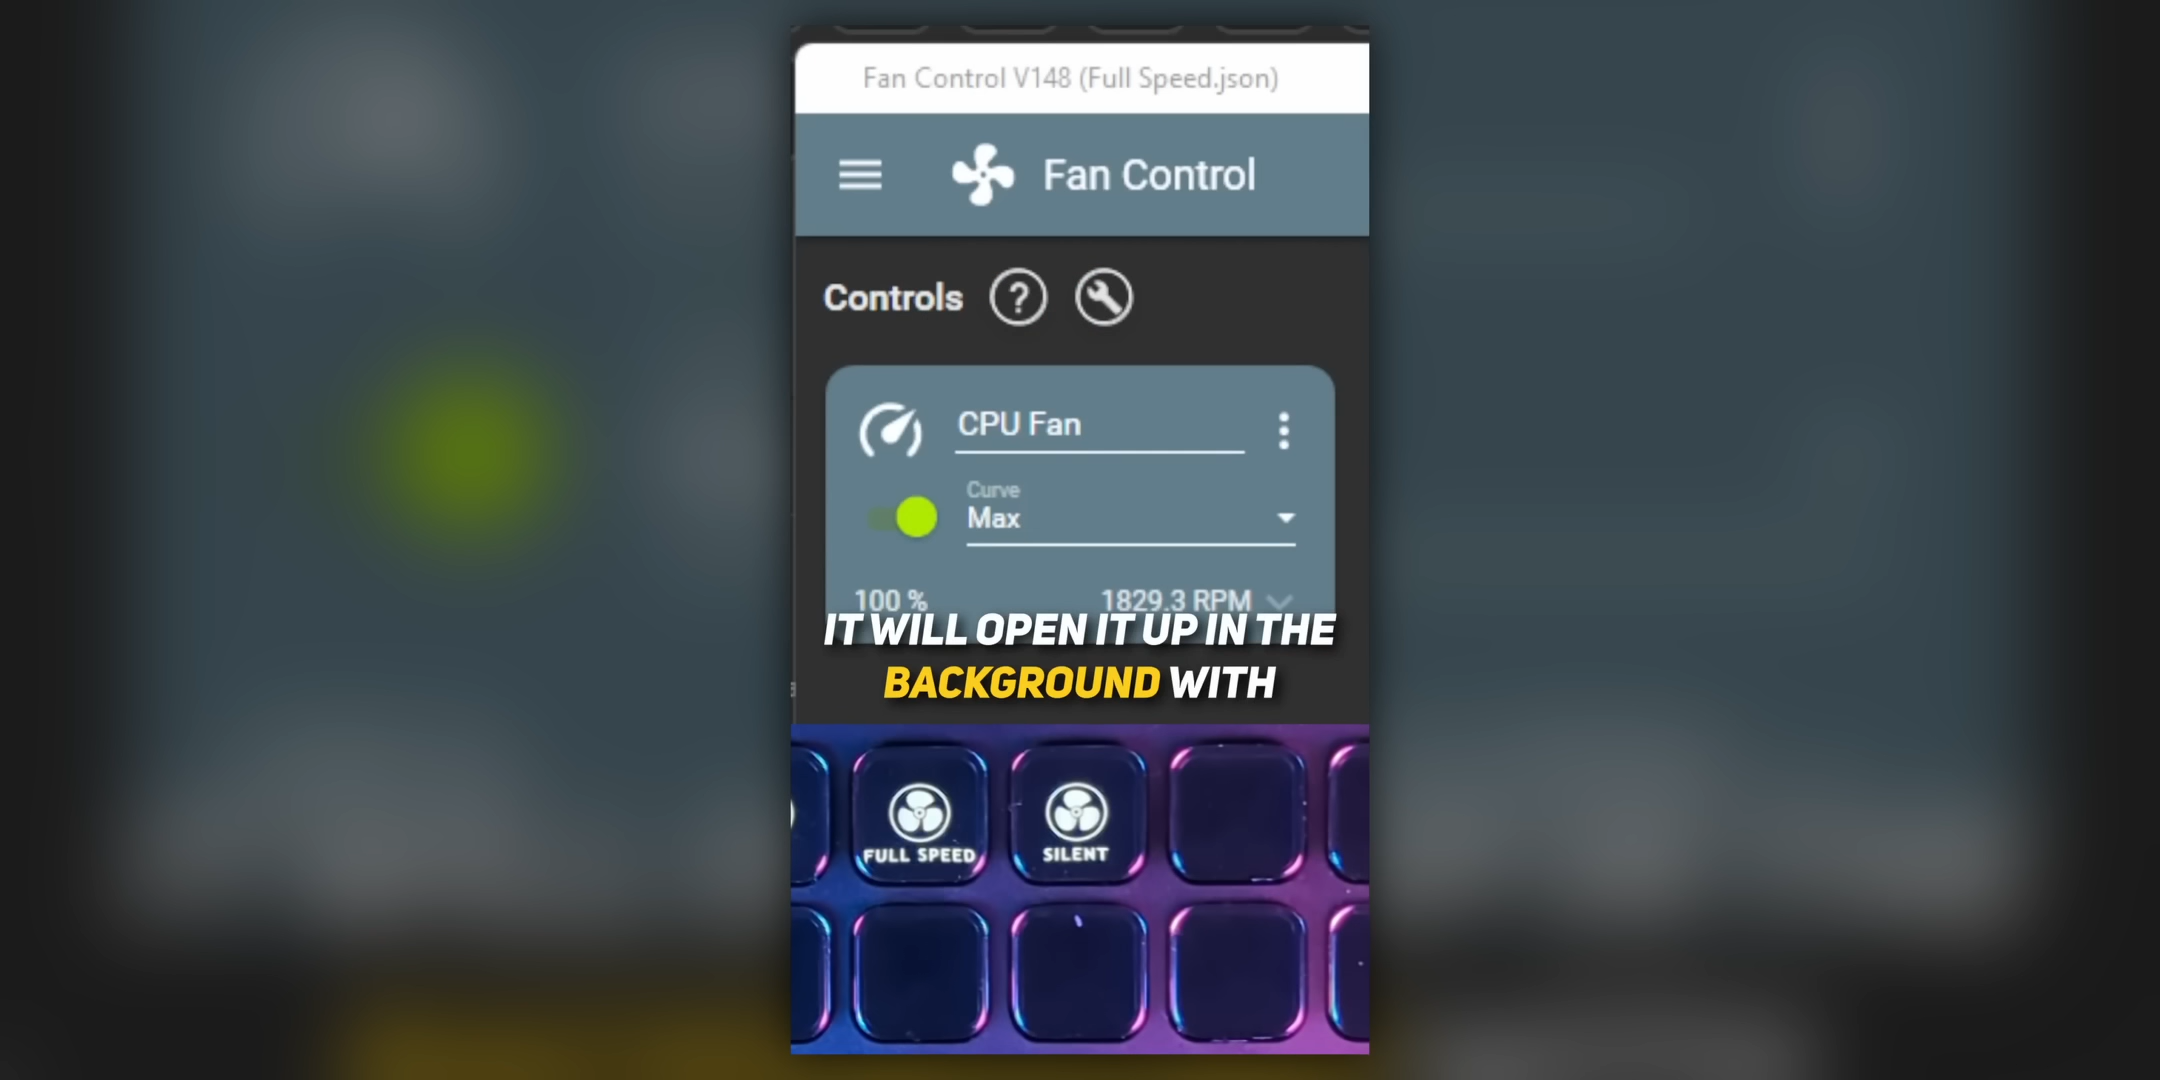 Fan Control V148 (Full Speed.json)
Fan Control
Controls ?
CPU Fan
Curve
Max
100 % 1829.3 RPM
IT WILL OPEN IT UP IN THE
BACKGROUND WITH
FULL SPEED SILENT